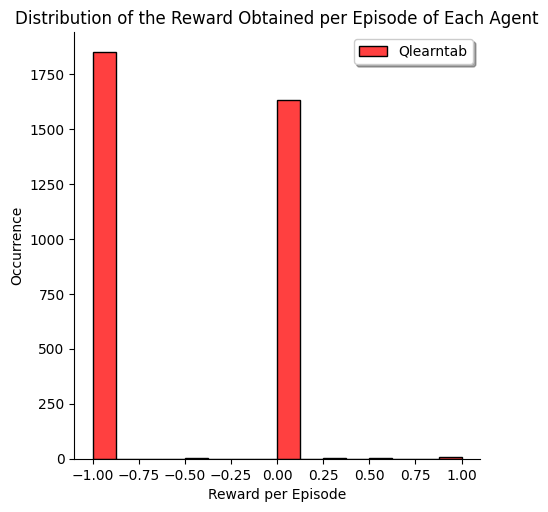 Distribution of the Reward Obtained per Episode of Each Agent
Qlearntab
1750
1500
1250
1000
750
500
250
0
Occurrence
−1.00 −0.75 −0.50 −0.25 0.00 0.25 0.50 0.75 1.00
Reward per Episode